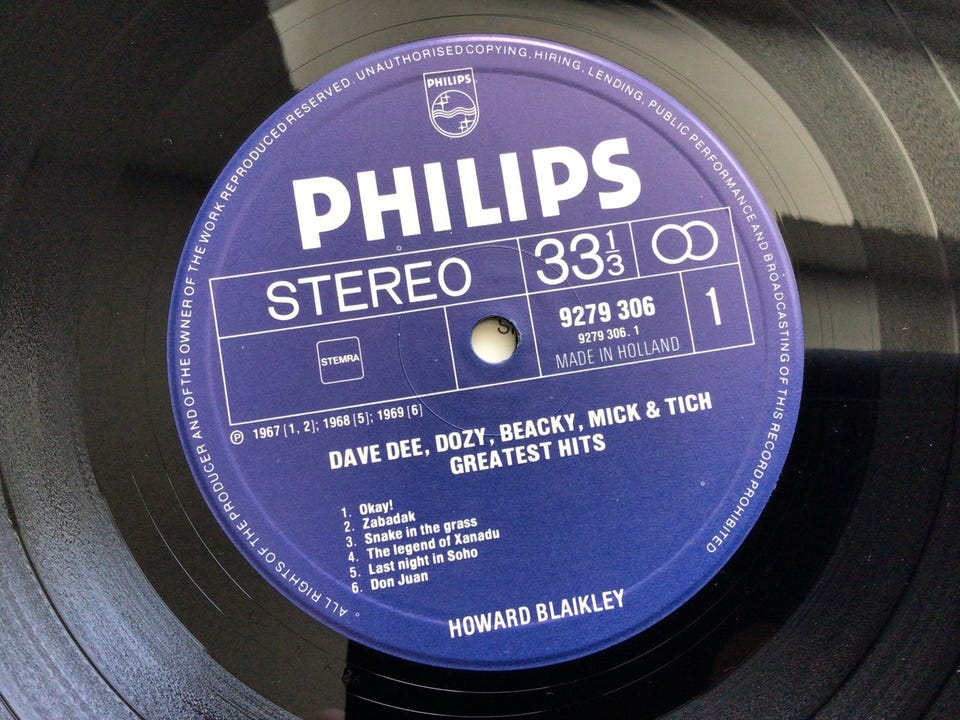 ALL RIGHTS OF THE PRODUCER AND OF THE OWNER OF THE WORK REPRODUCED RESERVED. UNAUTHORISED COPYING, HIRING, LENDING, PUBLIC PERFORMANCE AND BROADCASTING OF THIS RECORD PROHIBITED
PHILIPS
PHILIPS
STEREO 33 1/3
STEMRA
9279 306 1
9279 306. 1
MADE IN HOLLAND
Ⓟ 1967 [1, 2]; 1968 [5]; 1969 [6]
DAVE DEE, DOZY, BEACKY, MICK & TICH
GREATEST HITS
1. Okay!
2. Zabadak
3. Snake in the grass
4. The legend of Xanadu
5. Last night in Soho
6. Don Juan
HOWARD BLAIKLEY